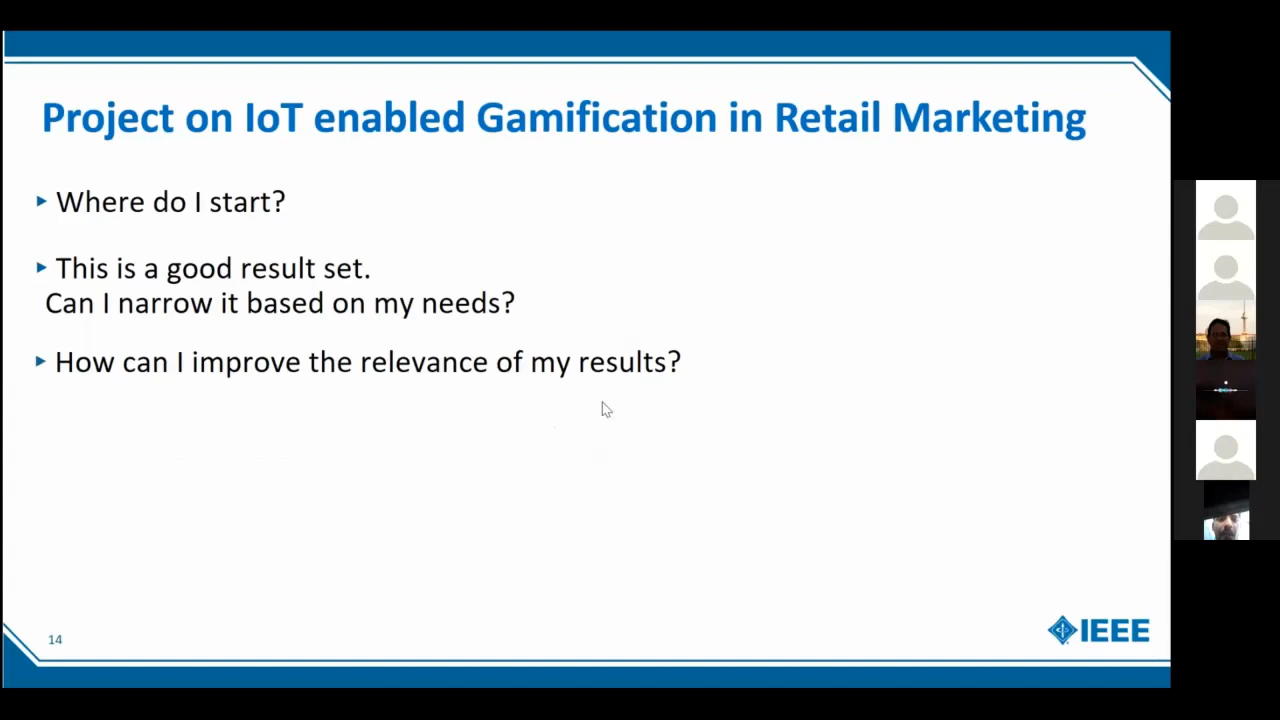 Project on IoT enabled Gamification in Retail Marketing
Where do I start?
This is a good result set.
Can I narrow it based on my needs?
How can I improve the relevance of my results?
14
IEEE